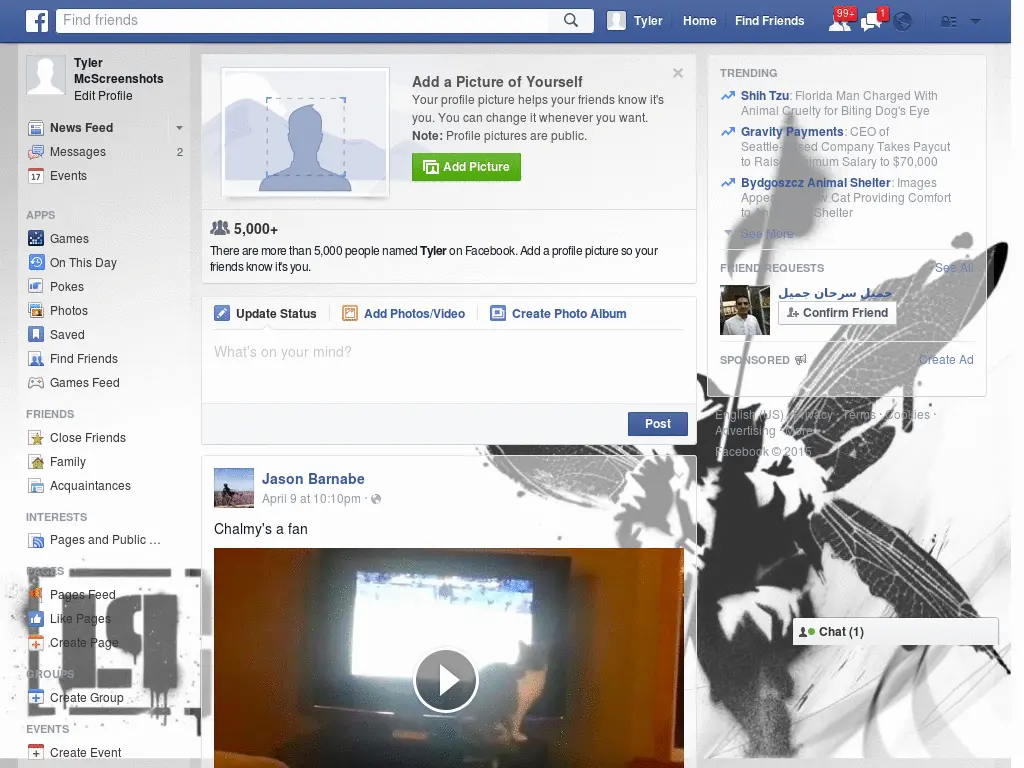 f
Find friends
Tyler
Home
Find Friends
99+
1
Tyler
McScreenshots
Edit Profile
News Feed
Messages
2
17
Events
APPS
Games
On This Day
Pokes
Photos
Saved
Find Friends
Games Feed
FRIENDS
Close Friends
Family
Acquaintances
INTERESTS
Pages and Public ...
PAGES
Pages Feed
Like Pages
Create Page
GROUPS
Create Group
EVENTS
Create Event
Add a Picture of Yourself
Your profile picture helps your friends know it's
you. You can change it whenever you want.
Note: Profile pictures are public.
Add Picture
5,000+
There are more than 5,000 people named Tyler on Facebook. Add a profile picture so your
friends know it's you.
Update Status
Add Photos/Video
Create Photo Album
What's on your mind?
Post
Jason Barnabe
April 9 at 10:10pm ·
Chalmy's a fan
TRENDING
Shih Tzu: Florida Man Charged With
Animal Cruelty for Biting Dog's Eye
Gravity Payments: CEO of
Seattle-Based Company Takes Paycut
to Raise Minimum Salary to $70,000
Bydgoszcz Animal Shelter: Images
Cat Providing Comfort
Shelter
See More
FRIEND REQUESTS
See All
جميل سرحان جميل
Confirm Friend
SPONSORED
Create Ad
English (US) · Privacy · Terms · Cookies ·
Advertising · More
Facebook © 2015
Chat (1)